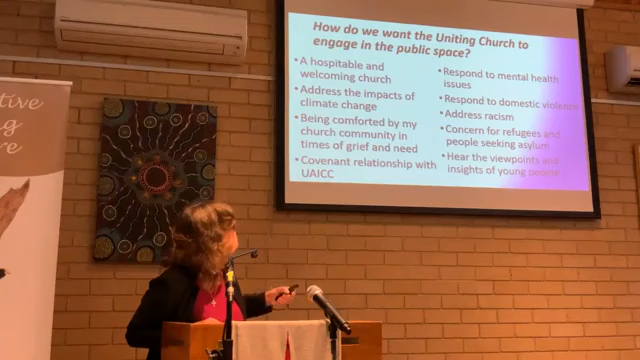 How do we want the Uniting Church to
engage in the public space?
• A hospitable and
welcoming church
• Address the impacts of
climate change
• Being comforted by my
church community in
times of grief and need
• Covenant relationship with
UAICC
• Respond to mental health
issues
• Respond to domestic violence
• Address racism
• Concern for refugees and
people seeking asylum
• Hear the viewpoints and
insights of young people